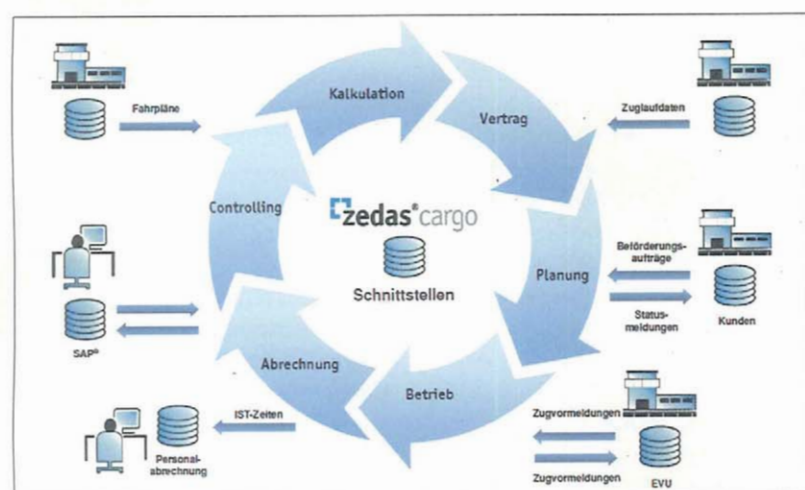 Kalkulation
Fahrpläne
Vertrag
Zuglaufdaten
Controlling
zedas® cargo
Schnittstellen
Planung
Beförderungs-
aufträge
Status-
meldungen
Kunden
SAP®
Abrechnung
Betrieb
IST-Zeiten
Personal-
abrechnung
Zugvormeldungen
Zugvormeldungen
EVU